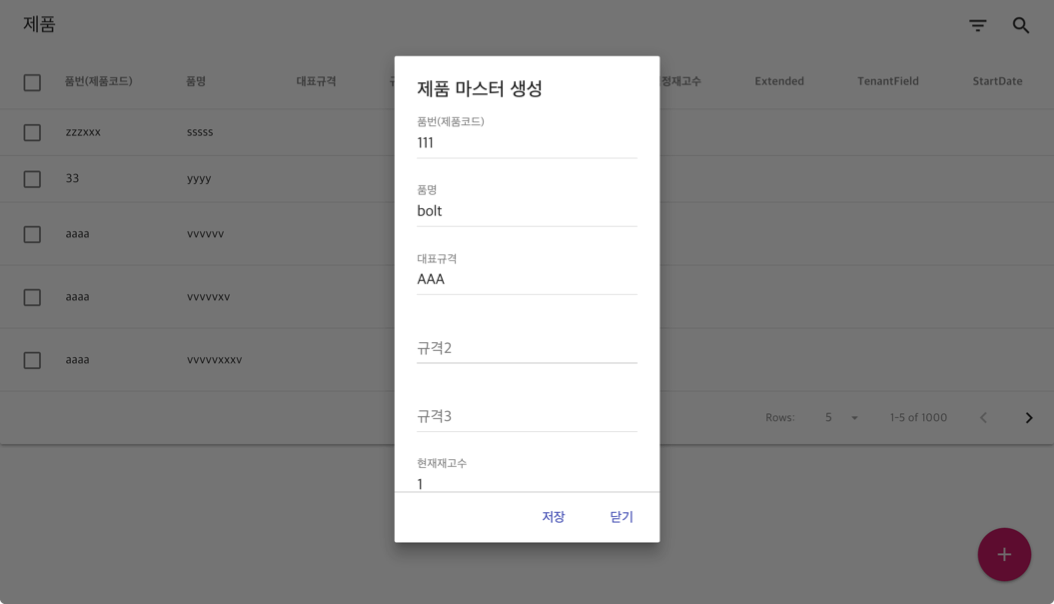 제품
품번(제품코드) 품명 대표규격 정재고수 Extended TenantField StartDate
zzzxxx sssss
33 yyyy
aaaa vvvvvv
aaaa vvvvvxv
aaaa vvvvvxxxv
Rows: 5 1-5 of 1000
제품 마스터 생성
품번(제품코드)
111
품명
bolt
대표규격
AAA
규격2
규격3
현재재고수
1
저장 닫기